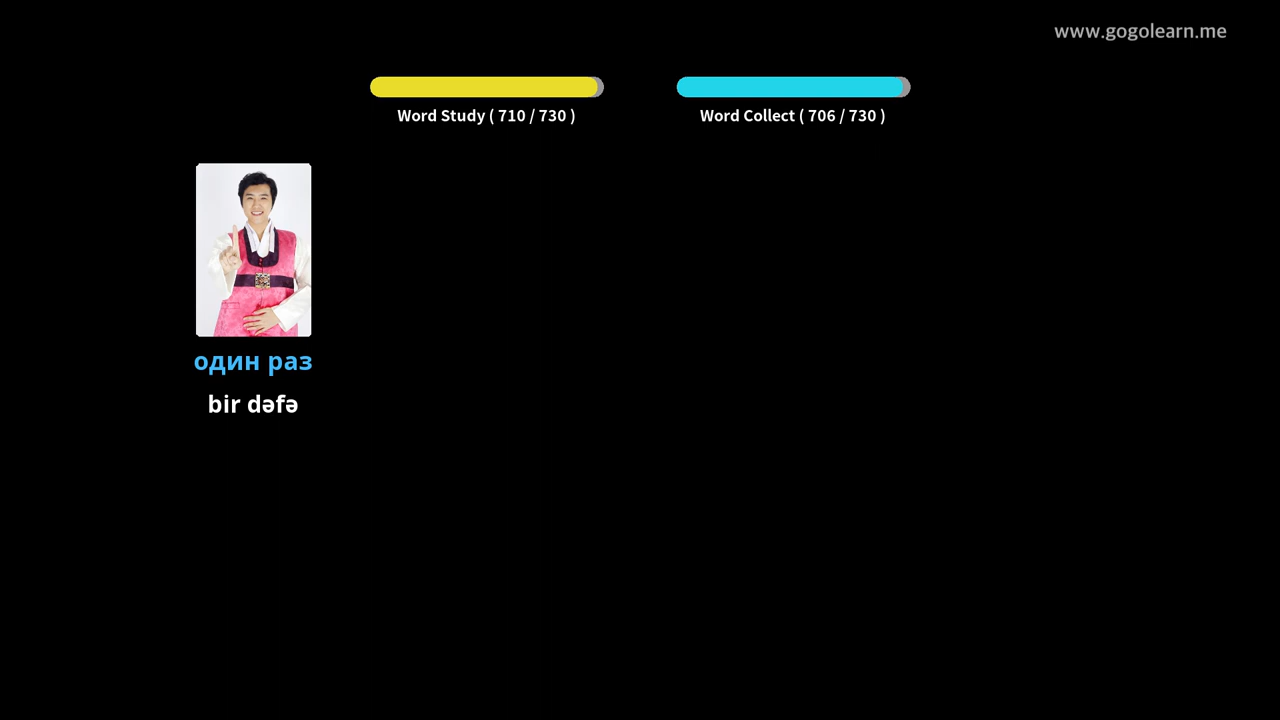 www.gogolearn.me
Word Study ( 710 / 730 )
Word Collect ( 706 / 730 )
один раз
bir dəfə